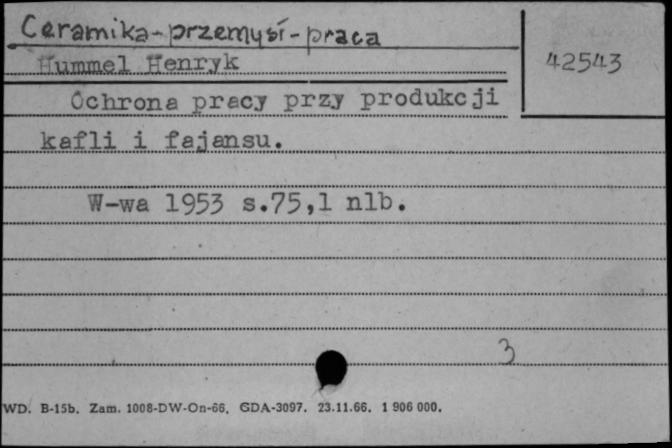 Ceramika-przemysł-praca
Hummel Henryk
42543
Ochrona pracy przy produkcji
kafli i fajansu.
W-wa 1953 s.75,1 nlb.
3
WD. B-15b. Zam. 1008-DW-On-66. GDA-3097. 23.11.66. 1 906 000.